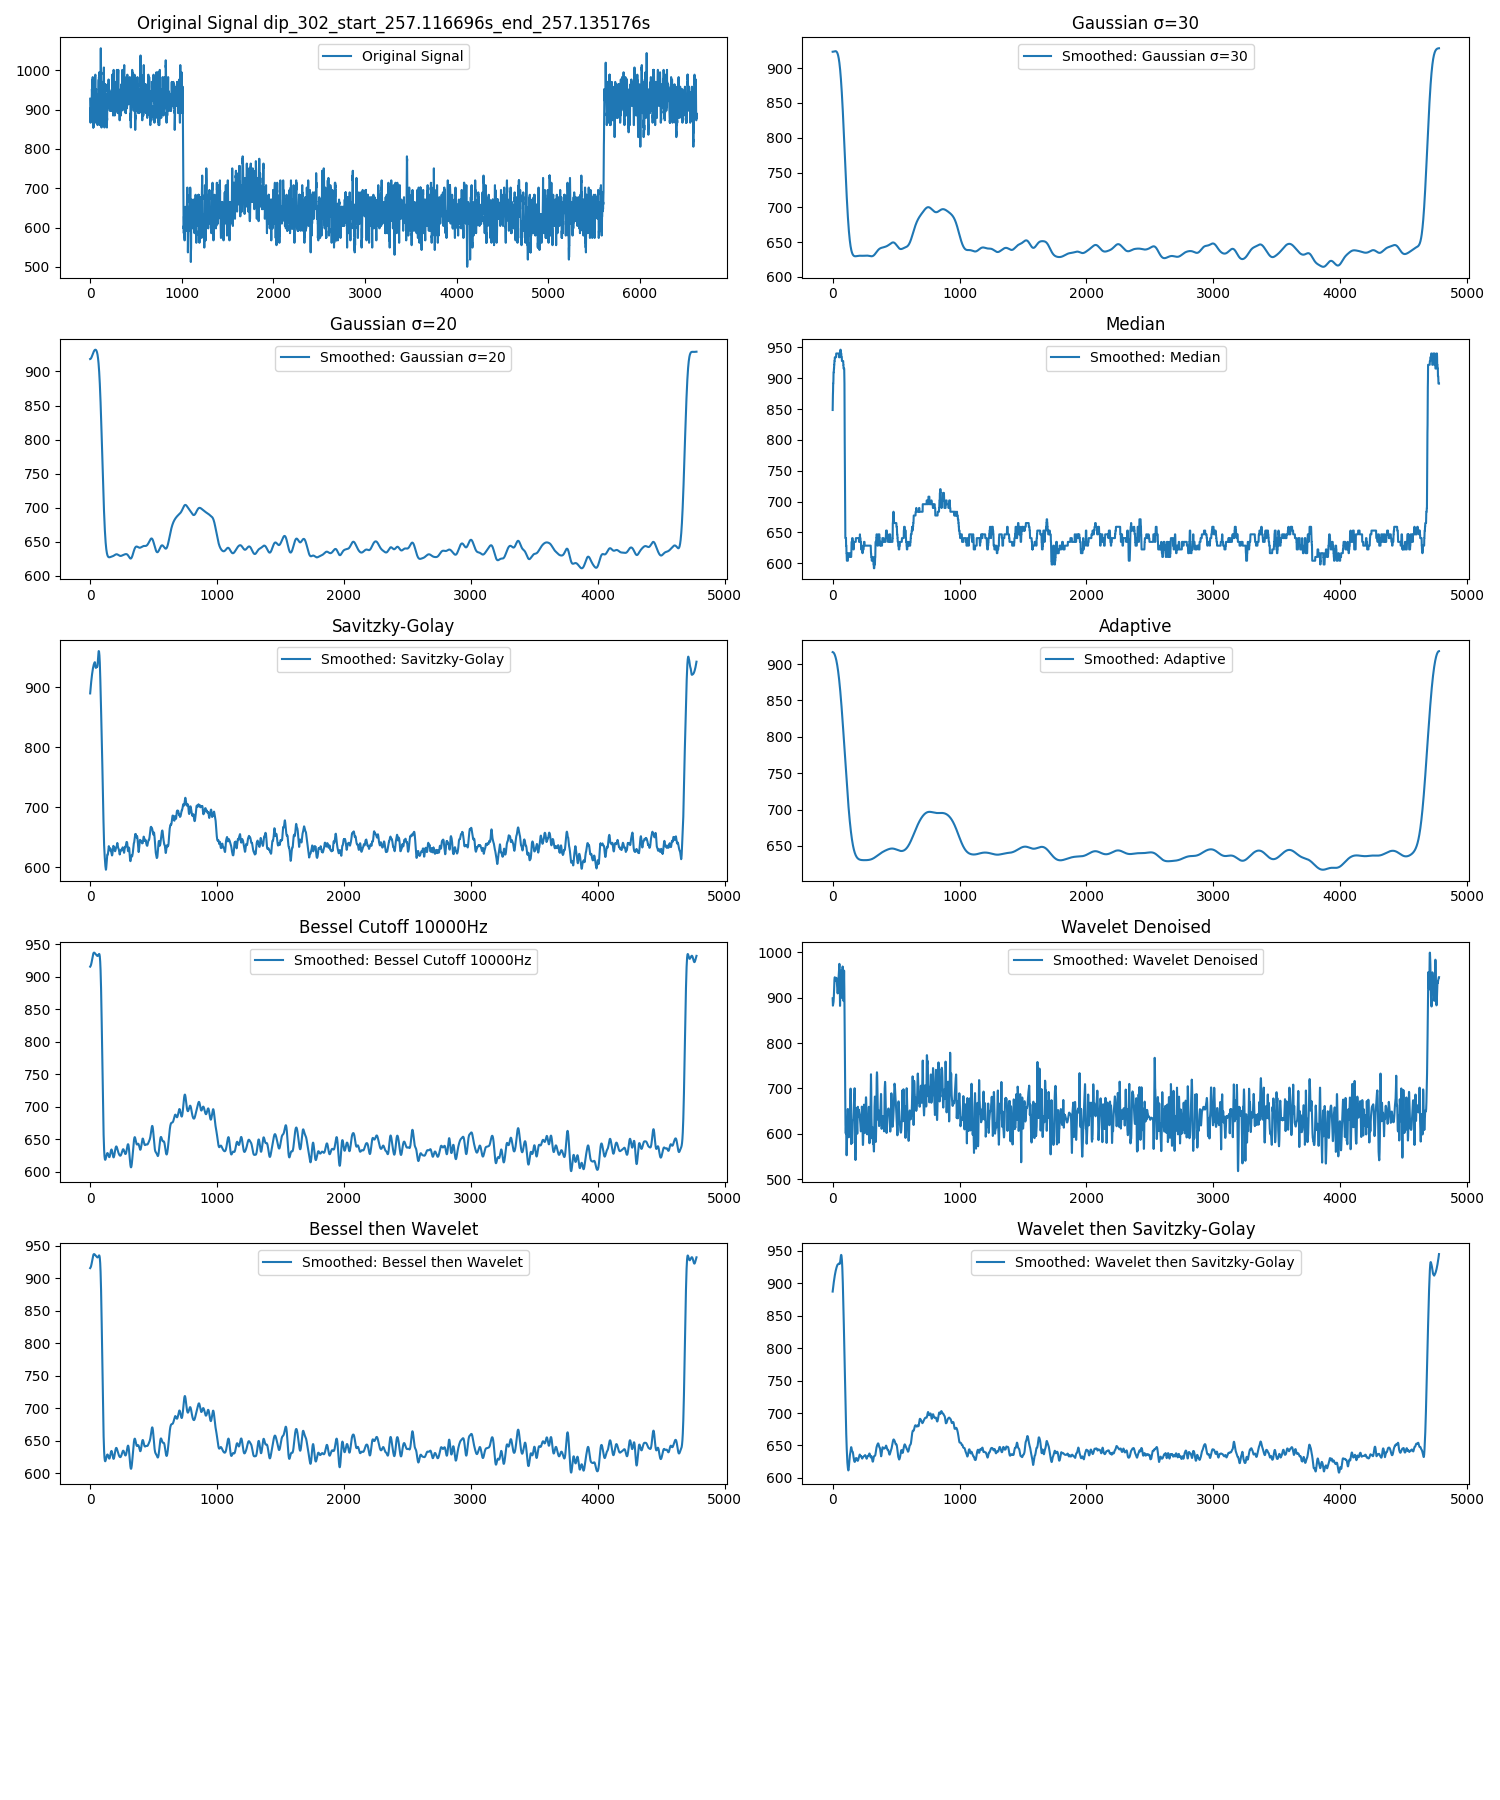 Original Signal dip_302_start_257.116696s_end_257.135176s
Original Signal
1000
900
800
700
600
500
0 1000 2000 3000 4000 5000 6000
Gaussian σ=30
Smoothed: Gaussian σ=30
900
850
800
750
700
650
600
0 1000 2000 3000 4000 5000
Gaussian σ=20
Smoothed: Gaussian σ=20
900
850
800
750
700
650
600
0 1000 2000 3000 4000 5000
Median
Smoothed: Median
950
900
850
800
750
700
650
600
0 1000 2000 3000 4000 5000
Savitzky-Golay
Smoothed: Savitzky-Golay
900
800
700
600
0 1000 2000 3000 4000 5000
Adaptive
Smoothed: Adaptive
900
850
800
750
700
650
0 1000 2000 3000 4000 5000
Bessel Cutoff 10000Hz
Smoothed: Bessel Cutoff 10000Hz
950
900
850
800
750
700
650
600
0 1000 2000 3000 4000 5000
Wavelet Denoised
Smoothed: Wavelet Denoised
1000
900
800
700
600
500
0 1000 2000 3000 4000 5000
Bessel then Wavelet
Smoothed: Bessel then Wavelet
950
900
850
800
750
700
650
600
0 1000 2000 3000 4000 5000
Wavelet then Savitzky-Golay
Smoothed: Wavelet then Savitzky-Golay
950
900
850
800
750
700
650
600
0 1000 2000 3000 4000 5000